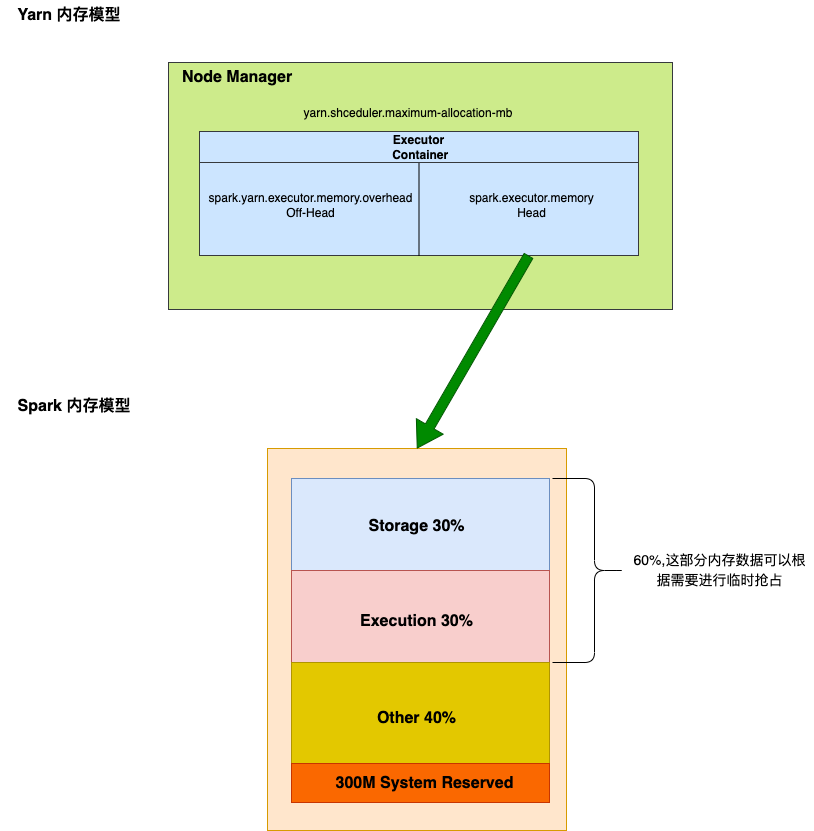 Yarn 内存模型
Node Manager
yarn.shceduler.maximum-allocation-mb
Executor
Container
spark.yarn.executor.memory.overhead
Off-Head
spark.executor.memory
Head
Spark 内存模型
Storage 30%
Execution 30%
60%,这部分内存数据可以根
据需要进行临时抢占
Other 40%
300M System Reserved